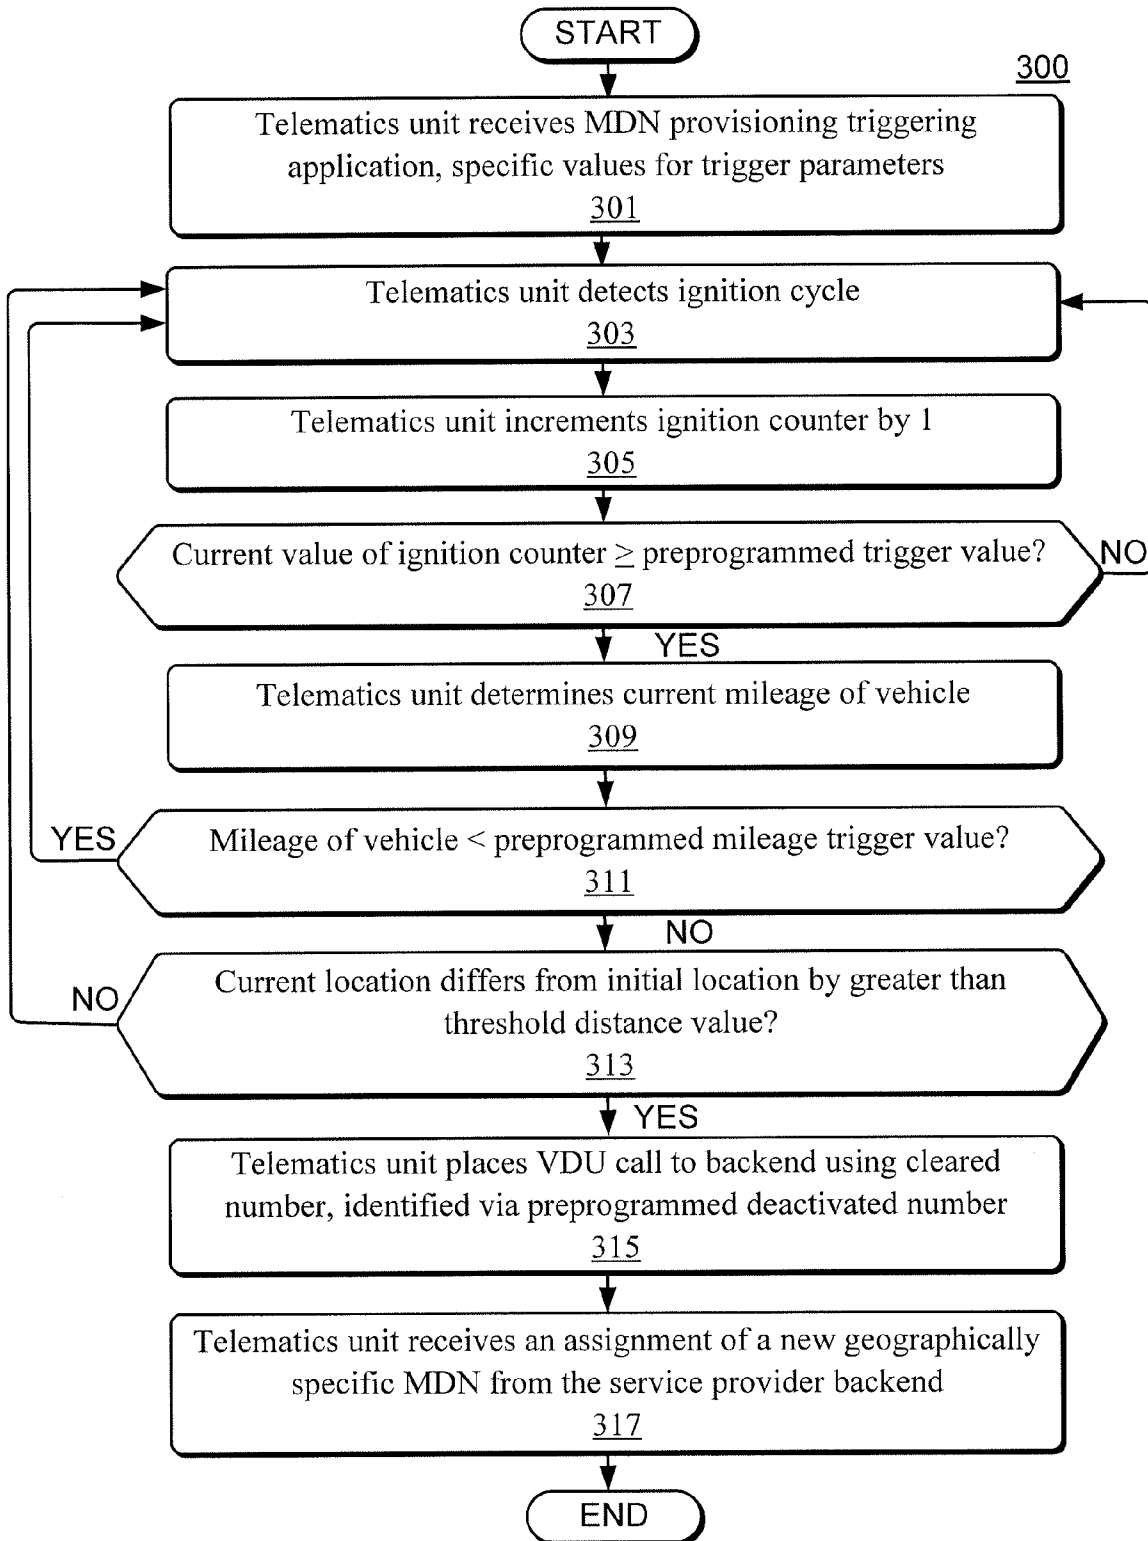 START
300
Telematics unit receives MDN provisioning triggering
application, specific values for trigger parameters
301
Telematics unit detects ignition cycle
303
Telematics unit increments ignition counter by 1
305
Current value of ignition counter ≥ preprogrammed trigger value?
307
NO
YES
Telematics unit determines current mileage of vehicle
309
YES
Mileage of vehicle < preprogrammed mileage trigger value?
311
NO
NO
Current location differs from initial location by greater than
threshold distance value?
313
YES
Telematics unit places VDU call to backend using cleared
number, identified via preprogrammed deactivated number
315
Telematics unit receives an assignment of a new geographically
specific MDN from the service provider backend
317
END